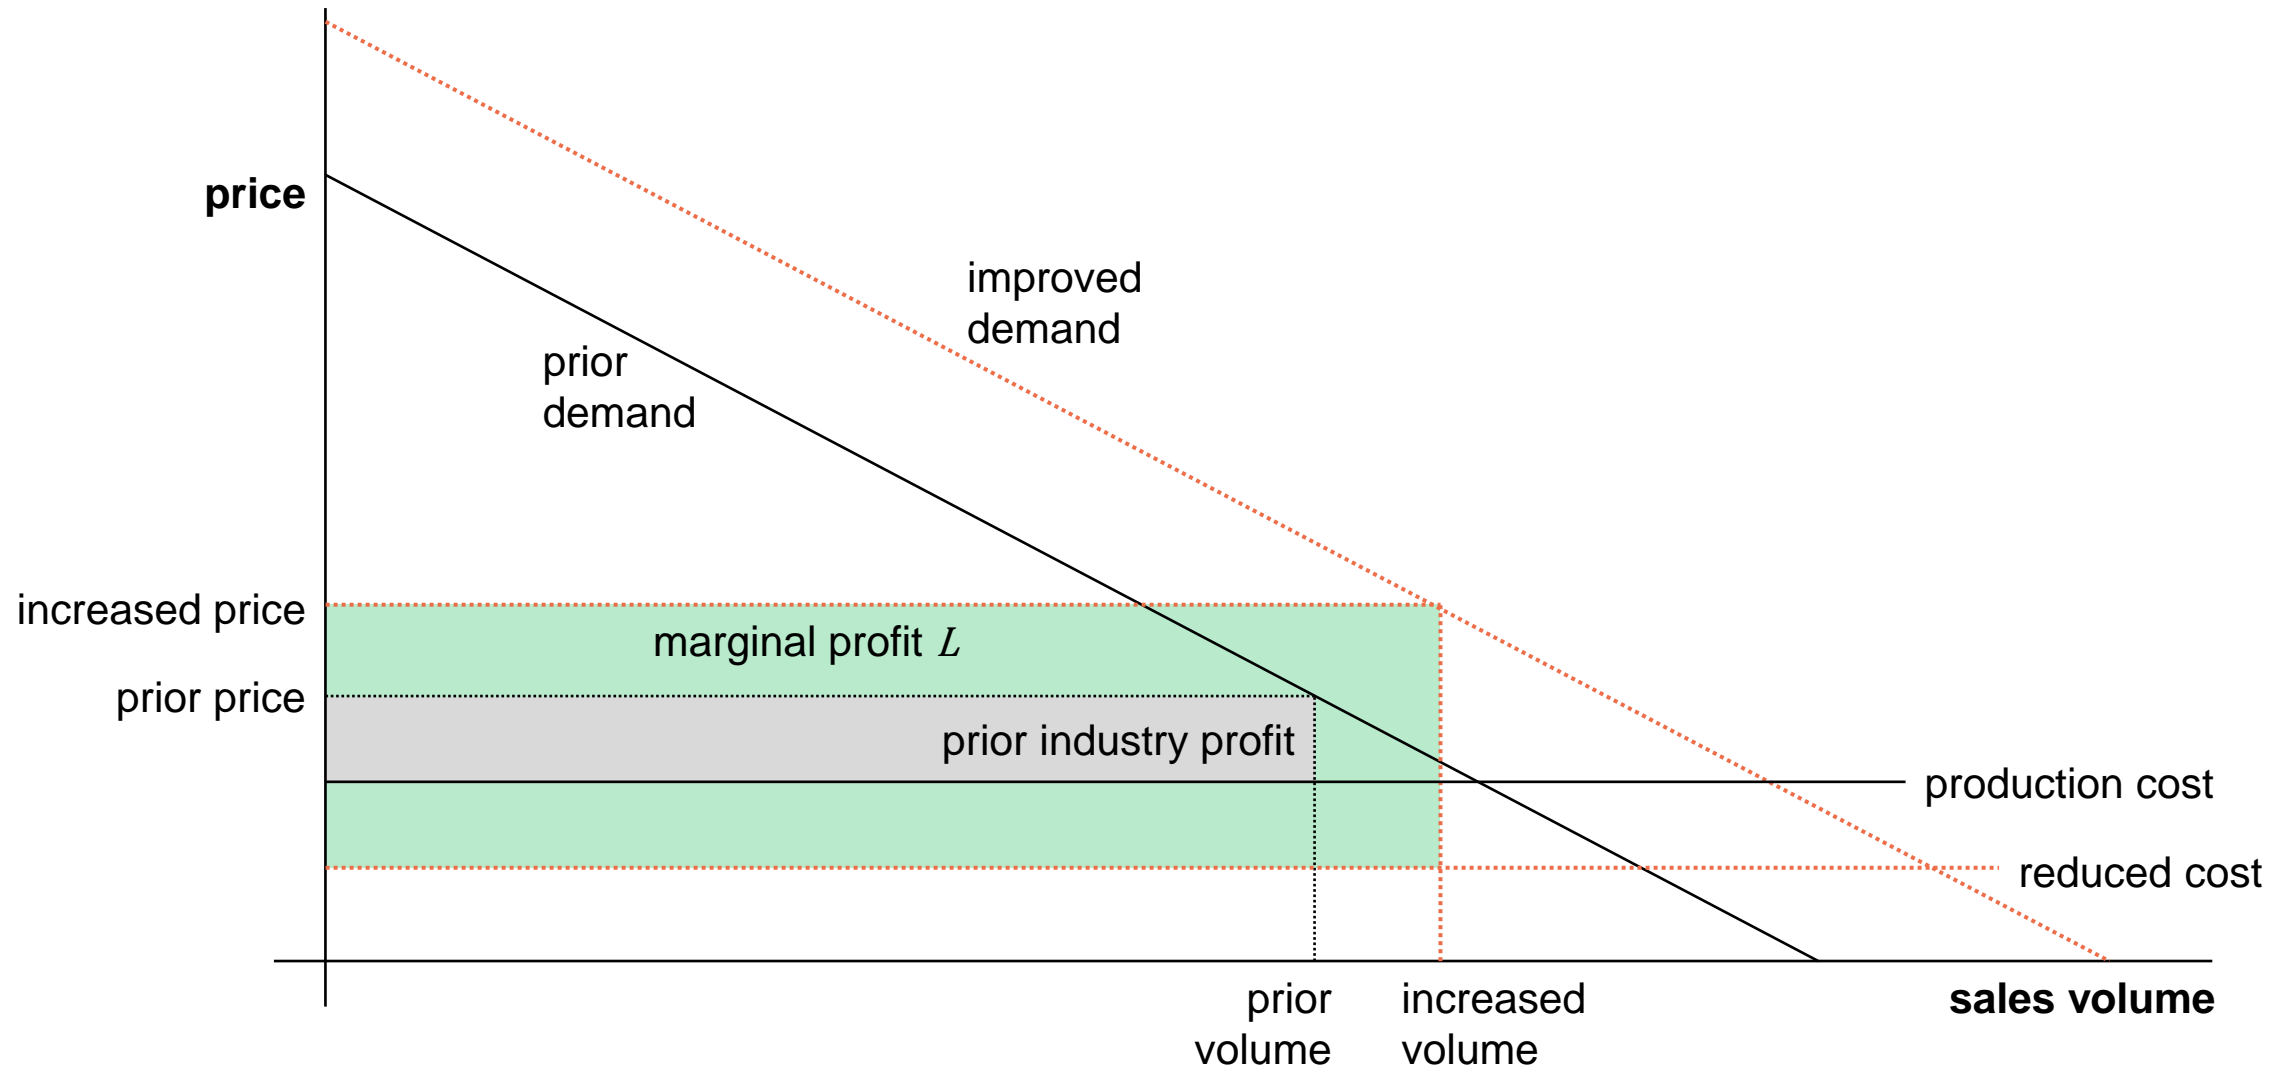 price
improved
demand
prior
demand
increased price
marginal profit L
prior price
prior industry profit
production cost
reduced cost
prior
volume
increased
volume
sales volume